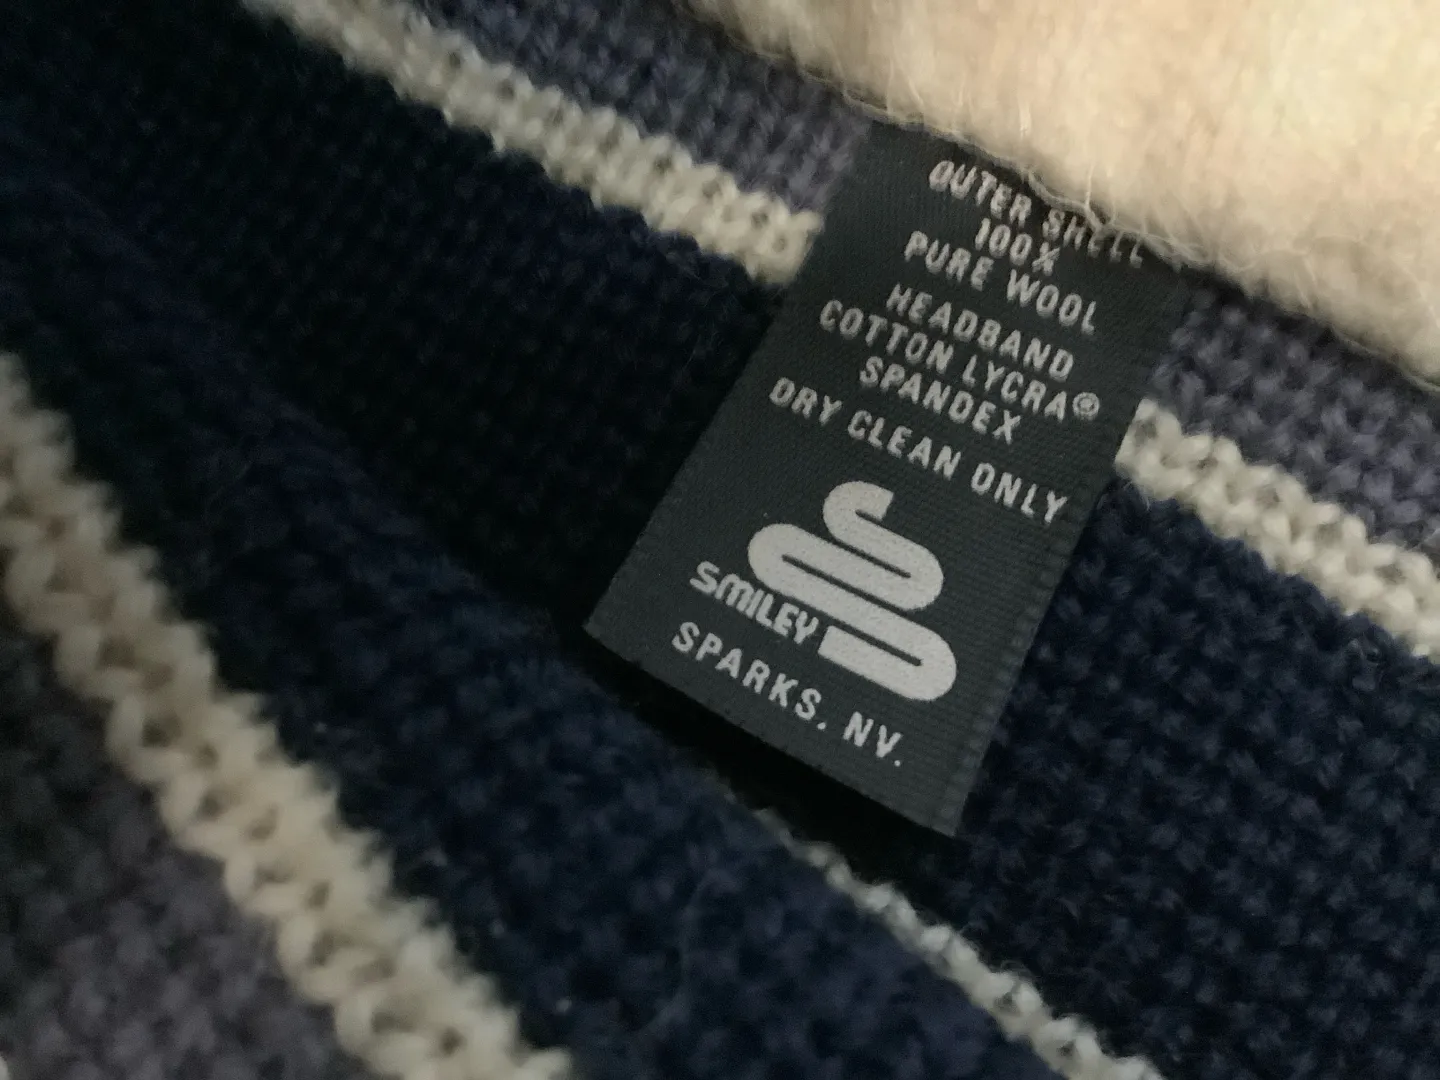 OUTER SHELL
100%
PURE WOOL
HEADBAND
COTTON LYCRA®
SPANDEX
DRY CLEAN ONLY
SMILEY
SPARKS. NV.